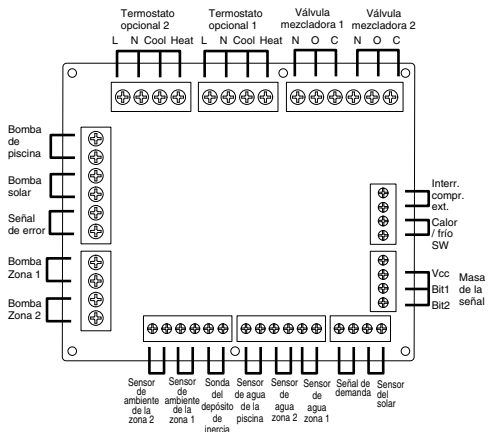 Termostato
opcional 2
L N Cool Heat
Termostato
opcional 1
L N Cool Heat
Válvula
mezcladora 1
N O C
Válvula
mezcladora 2
N O C
Bomba
de
piscina
Bomba
solar
Señal
de error
Bomba
Zona 1
Bomba
Zona 2
Interr.
compr.
ext.
Calor
/ frío
SW
Vcc
Bit1
Bit2
Masa
de la
señal
Sensor
de
ambiente
de la
zona 2
Sensor
de
ambiente
de la
zona 1
Sonda
del
depósito
de
inercia
Sensor
de agua
de la
piscina
Sensor
de
agua
zona 2
Sensor
de
agua
zona 1
Señal de
demanda
Sensor
del
solar